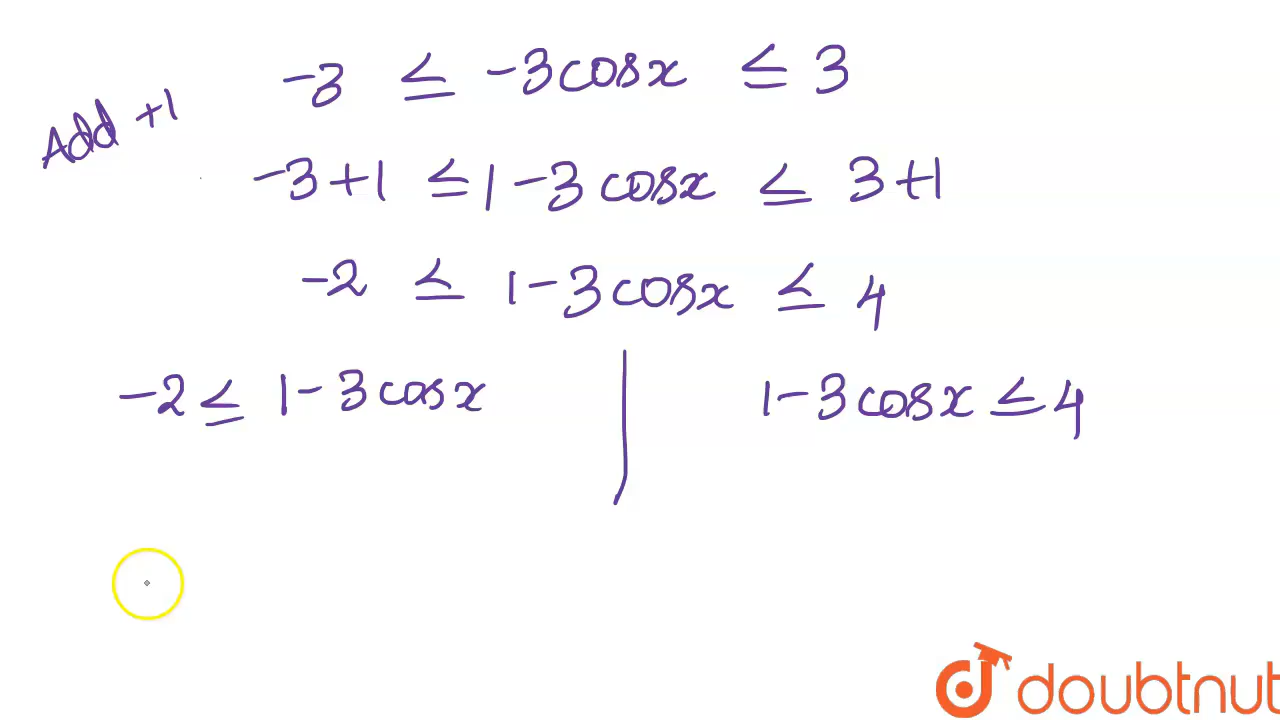 -3 ≤ -3cosx ≤ 3
Add +1
-3+1 ≤ 1-3cosx ≤ 3+1
-2 ≤ 1-3cosx ≤ 4
-2 ≤ 1-3cosx
1-3cosx ≤ 4
doubtnut